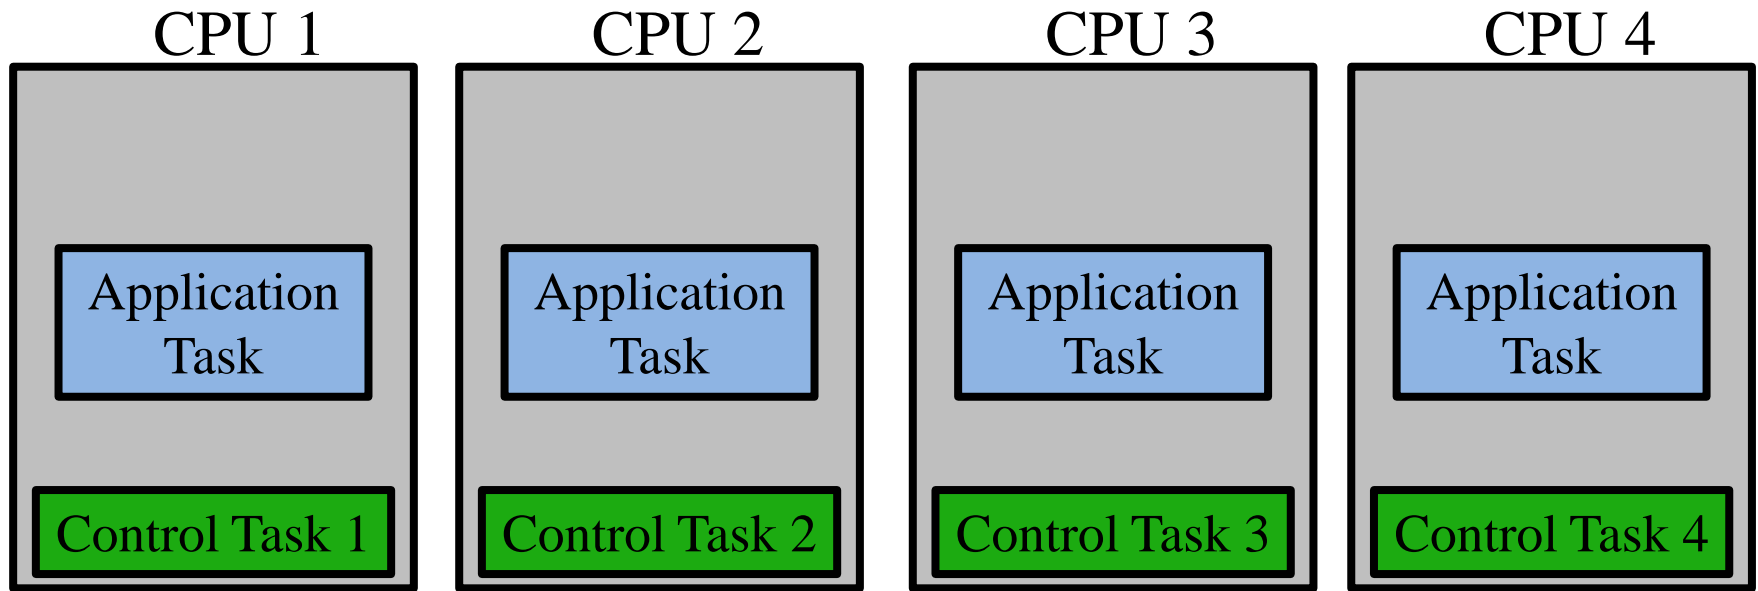 CPU 1
CPU 2
CPU 3
CPU 4
Application
Task
Application
Task
Application
Task
Application
Task
Control Task 1
Control Task 2
Control Task 3
Control Task 4